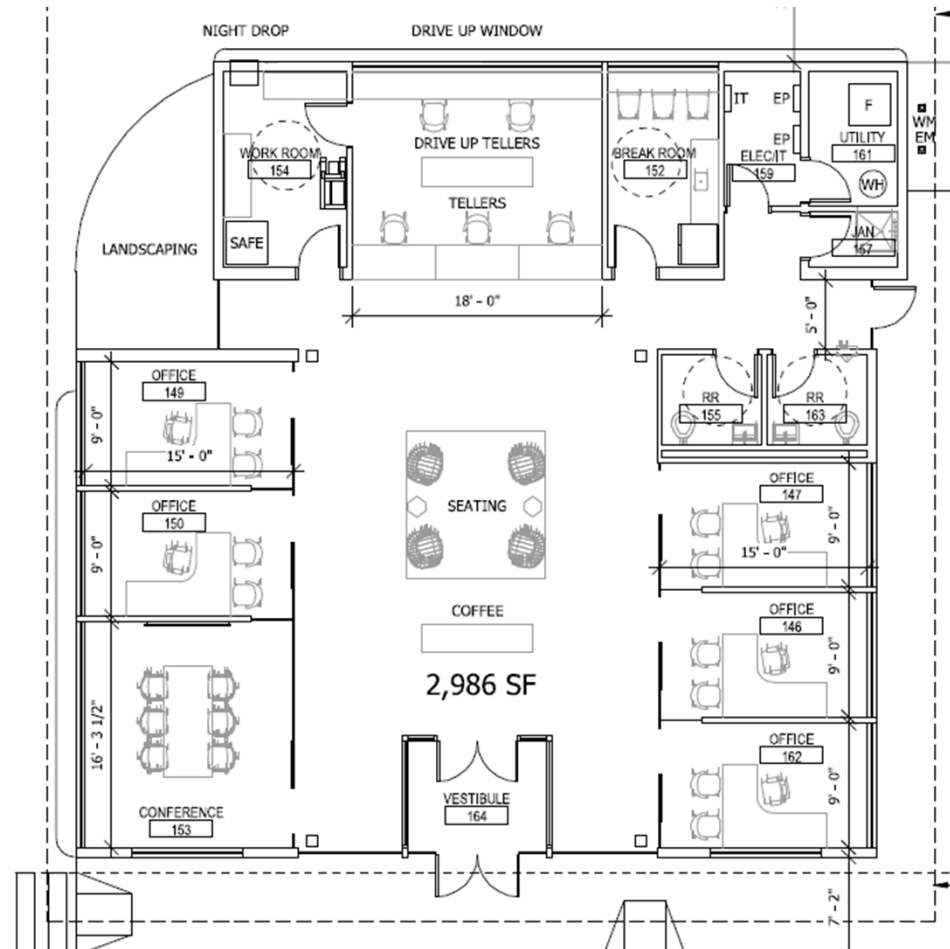 NIGHT DROP
DRIVE UP WINDOW
IT
EP
F
WM
EM
EP
UTILITY
161
DRIVE UP TELLERS
WORK ROOM
154
BREAK ROOM
152
ELEC/IT
159
WH
TELLERS
LANDSCAPING
SAFE
JAN
157
18' - 0"
5' - 0"
OFFICE
149
9' - 0"
15' - 0"
RR
155
RR
163
OFFICE
147
9' - 0"
15' - 0"
OFFICE
150
9' - 0"
SEATING
COFFEE
2,986 SF
OFFICE
146
9' - 0"
16' - 3 1/2"
CONFERENCE
153
VESTIBULE
164
OFFICE
162
9' - 0"
7' - 2"